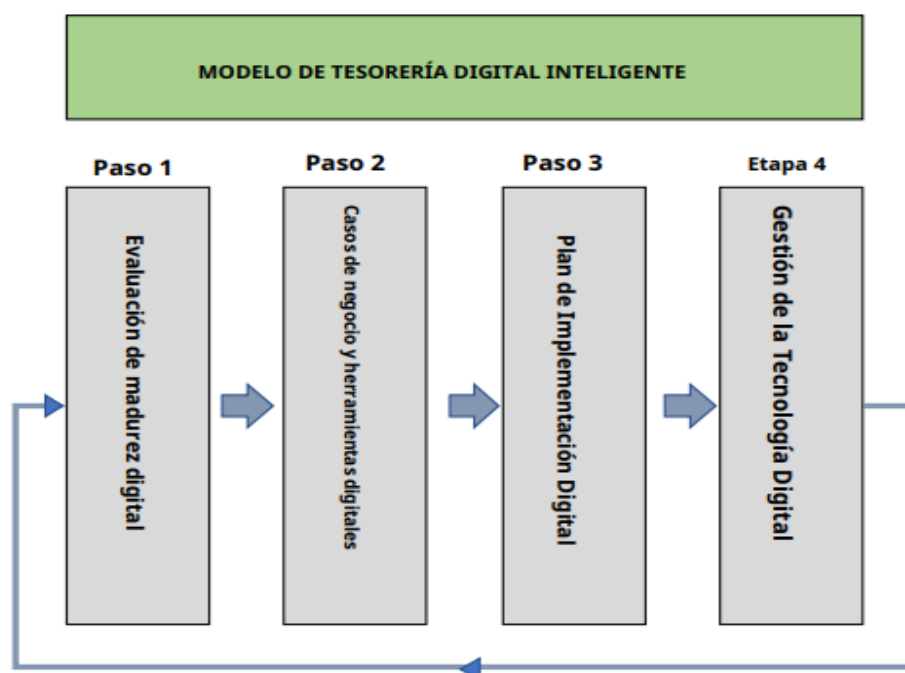 MODELO DE TESORERÍA DIGITAL INTELIGENTE
Paso 1
Paso 2
Paso 3
Etapa 4
Evaluación de madurez digital
Casos de negocio y herramientas digitales
Plan de Implementación Digital
Gestión de la Tecnología Digital